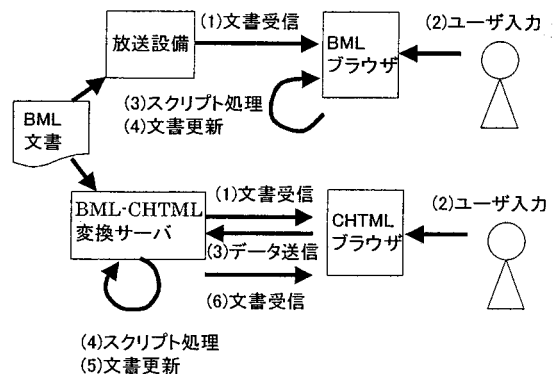 (1)文書受信
(2)ユーザ入力
放送設備
BML
ブラウザ
(3)スクリプト処理
(4)文書更新
BML
文書
(1)文書受信
(2)ユーザ入力
BML-CHTML
変換サーバ
CHTML
ブラウザ
(3)データ送信
(6)文書受信
(4)スクリプト処理
(5)文書更新